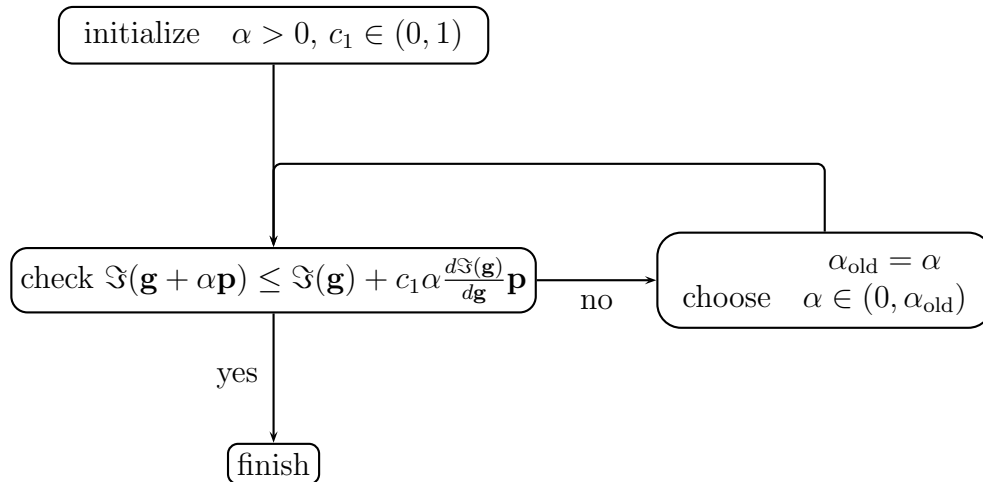 initialize α > 0, c₁ ∈ (0, 1)
check ℑ(g + αp) ≤ ℑ(g) + c₁α dℑ(g)/dg p
no
α_old = α
choose α ∈ (0, α_old)
yes
finish